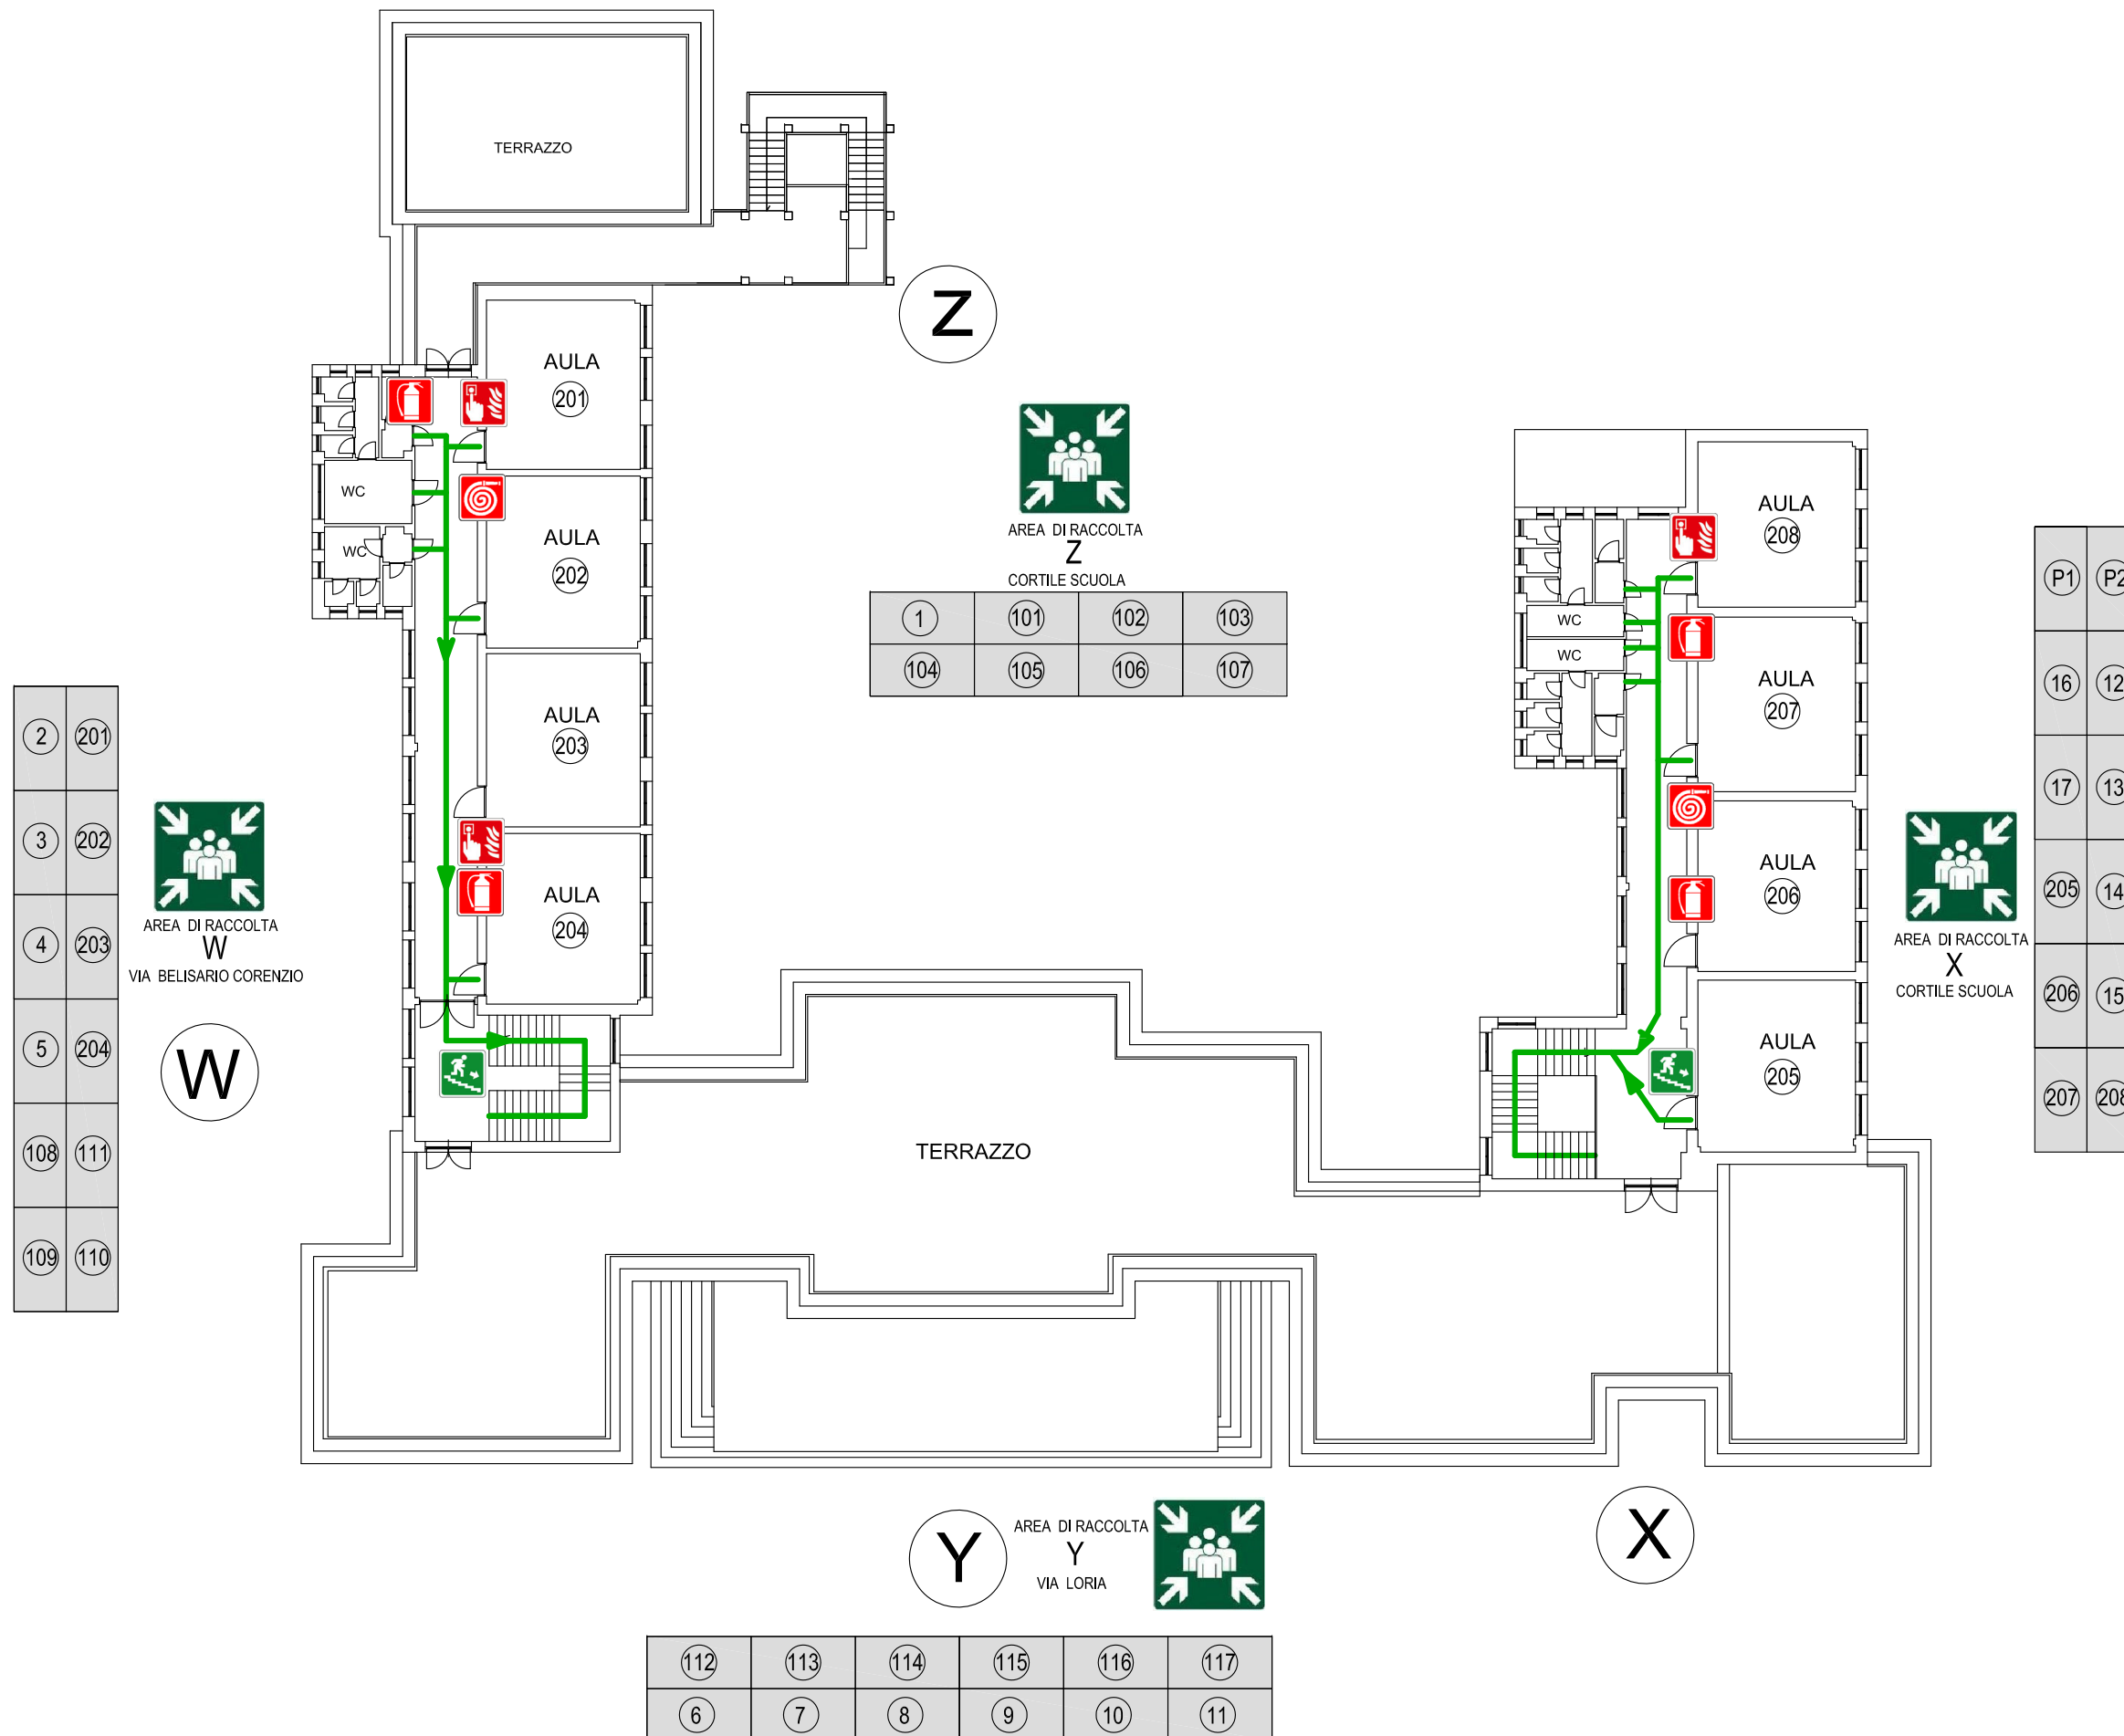 TERRAZZO
Z
AULA
201
AULA
202
AULA
203
AULA
204
WC
WC
AREA DI RACCOLTA
Z
CORTILE SCUOLA
1 101 102 103
104 105 106 107
AULA
208
AULA
207
AULA
206
AULA
205
WC
WC
2 201
3 202
4 203
5 204
108 111
109 110
AREA DI RACCOLTA
W
VIA BELISARIO CORENZIO
W
AREA DI RACCOLTA
X
CORTILE SCUOLA
P1 P2
16 12
17 13
205 14
206 15
207 208
TERRAZZO
Y
AREA DI RACCOLTA
Y
VIA LORIA
X
112 113 114 115 116 117
6 7 8 9 10 11